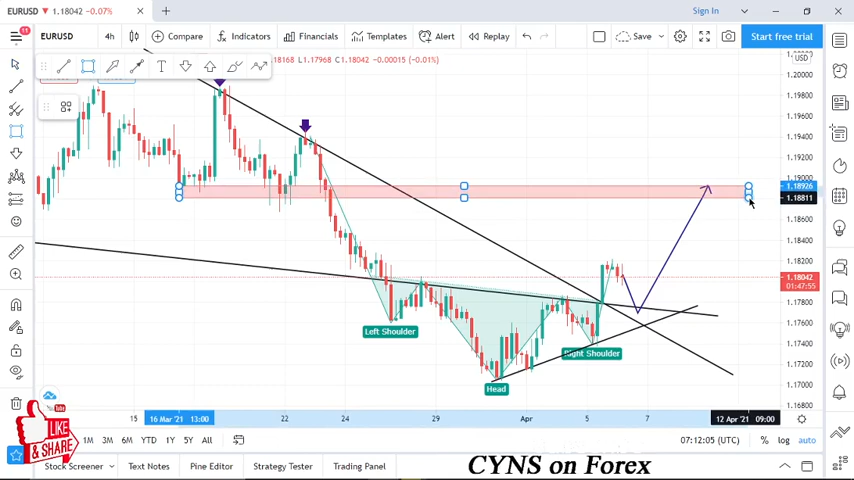 EURUSD ▼ 1.18042 −0.07%
Sign In
11
EURUSD
4h
Compare
Indicators
Financials
Templates
Alert
Replay
Save
Start free trial
1.18168 L1.17968 C1.18042 −0.00015 (−0.01%)
USD
1.20000
1.19600
1.19400
1.19200
1.19000
1.18926
1.18811
1.18600
1.18400
1.18200
1.18042
01:47:55
1.17800
1.17600
1.17400
1.17200
1.17000
1.16800
Left Shoulder
Right Shoulder
Head
15
16 Mar '21 13:00
22
24
29
Apr
5
7
12 Apr '21 09:00
LIKE
& SHARE
1M 3M 6M YTD 1Y 5Y All
07:12:05 (UTC)
%
log
auto
Stock Screener
Text Notes
Pine Editor
Strategy Tester
Trading Panel
CYNS on Forex